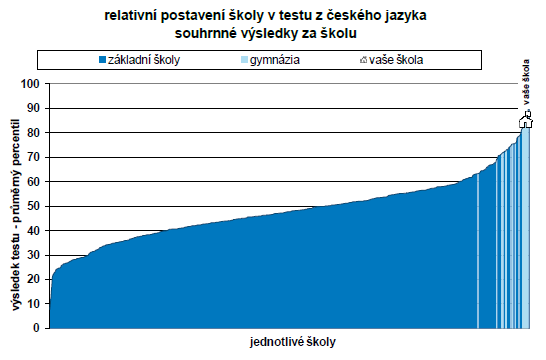 relativní postavení školy v testu z českého jazyka
souhrnné výsledky za školu
základní školy
gymnázia
vaše škola
vaše škola
100
90
80
70
60
50
40
30
20
10
0
výsledek testu - průměrný percentil
jednotlivé školy